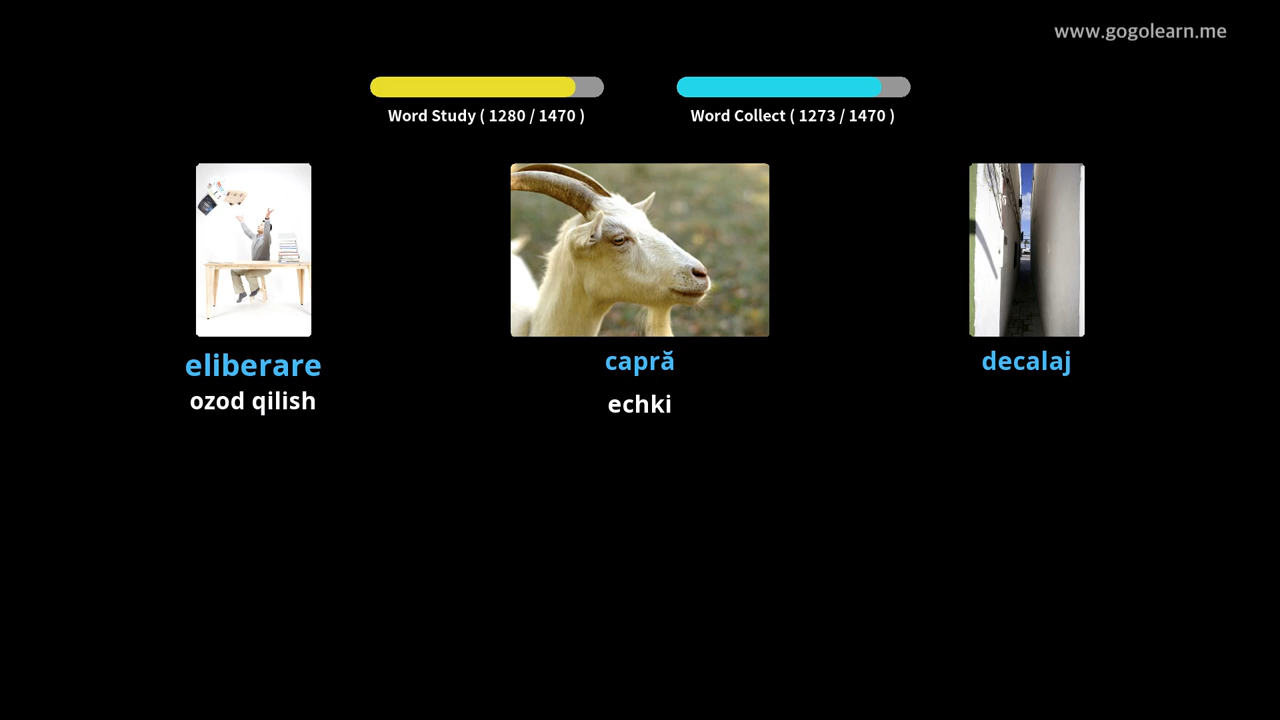 www.gogolearn.me
Word Study ( 1280 / 1470 )
Word Collect ( 1273 / 1470 )
eliberare
ozod qilish
capră
echki
decalaj